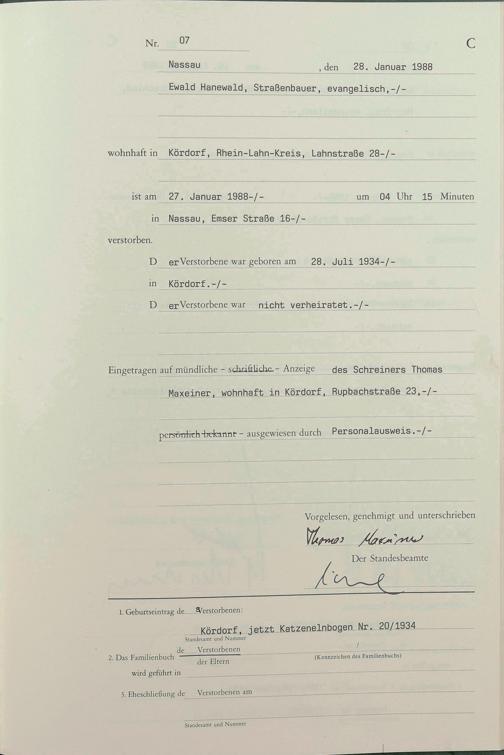 Nr. 07
C
Nassau , den 28. Januar 1988
Ewald Hanewald, Straßenbauer, evangelisch,-/-
wohnhaft in Kördorf, Rhein-Lahn-Kreis, Lahnstraße 28-/-
ist am 27. Januar 1988-/- um 04 Uhr 15 Minuten
in Nassau, Emser Straße 16-/-
verstorben.
D er Verstorbene war geboren am 28. Juli 1934-/-
in Kördorf.-/-
D er Verstorbene war nicht verheiratet.-/-
Eingetragen auf mündliche – schriftliche – Anzeige des Schreiners Thomas
Maxeiner, wohnhaft in Kördorf, Rupbachstraße 23,-/-
persönlich bekannt – ausgewiesen durch Personalausweis.-/-
Vorgelesen, genehmigt und unterschrieben
Thomas Maxeiner
Der Standesbeamte
1. Geburtseintrag de s Verstorbenen:
Kördorf, jetzt Katzenelnbogen Nr. 20/1934
Standesamt und Nummer
2. Das Familienbuch de Verstorbenen /
der Eltern (Kennzeichen des Familienbuchs)
wird geführt in
3. Eheschließung de Verstorbenen am
Standesamt und Nummer